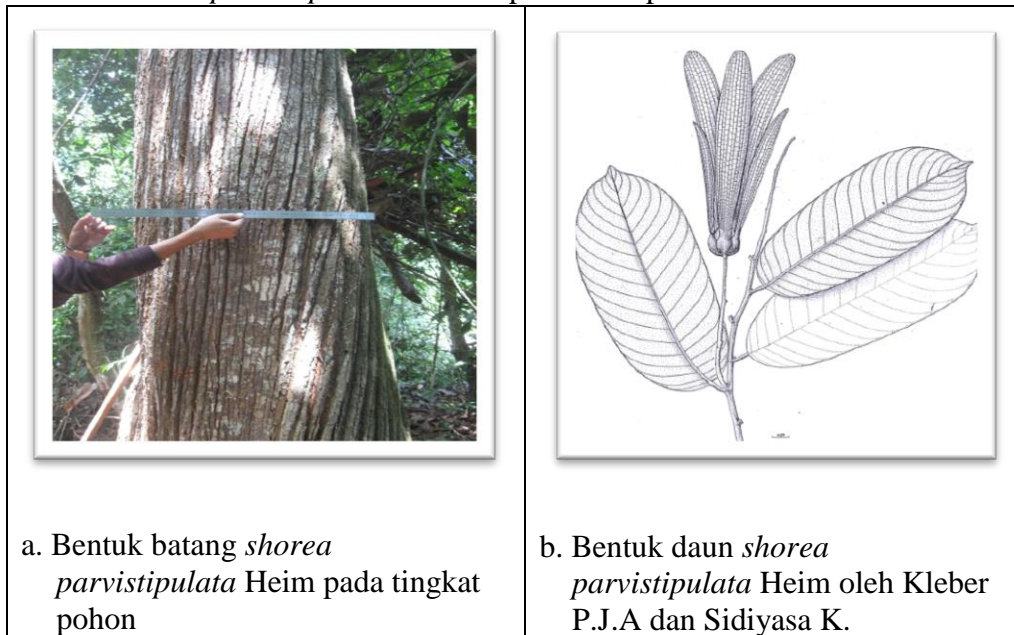 a. Bentuk batang shorea
parvistipulata Heim pada tingkat
pohon
b. Bentuk daun shorea
parvistipulata Heim oleh Kleber
P.J.A dan Sidiyasa K.